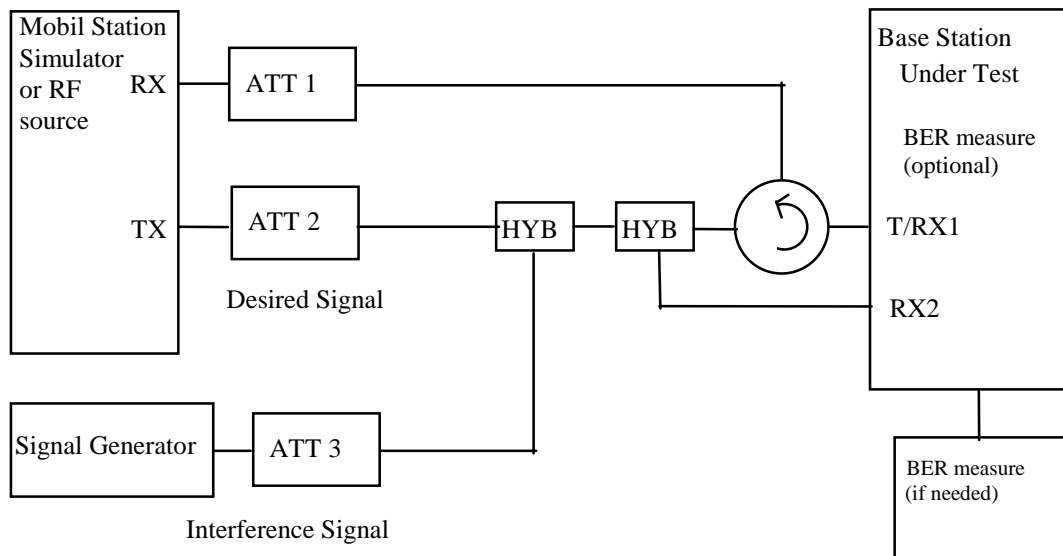 Mobil Station
Simulator
or RF
source
RX
TX
ATT 1
ATT 2
Desired Signal
HYB
HYB
Base Station
Under Test
BER measure
(optional)
T/RX1
RX2
Signal Generator
ATT 3
Interference Signal
BER measure
(if needed)